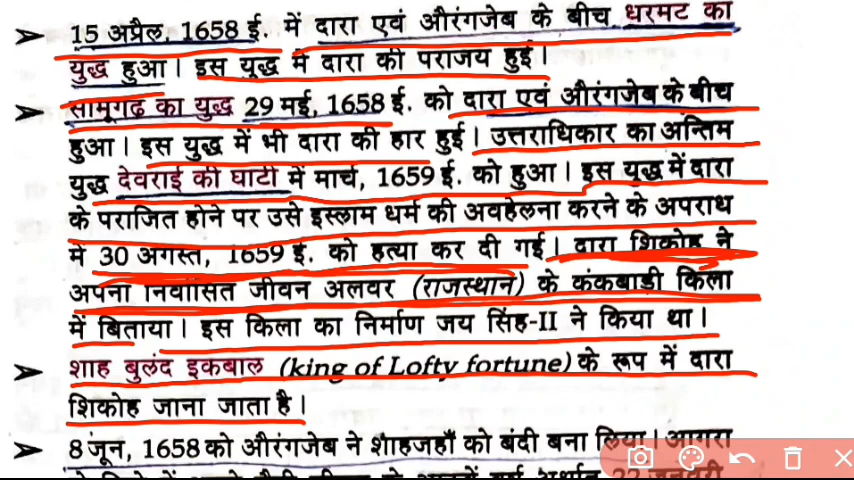 ➤ 15 अप्रैल, 1658 ई. में दारा एवं औरंगजेब के बीच धरमट का
युद्ध हुआ। इस युद्ध में दारा की पराजय हुई।
➤ सामूगढ़ का युद्ध 29 मई, 1658 ई. को दारा एवं औरंगजेब के बीच
हुआ। इस युद्ध में भी दारा की हार हुई। उत्तराधिकार का अन्तिम
युद्ध देवराई की घाटी में मार्च, 1659 ई. को हुआ। इस युद्ध में दारा
के पराजित होने पर उसे इस्लाम धर्म की अवहेलना करने के अपराध
में 30 अगस्त, 1659 ई. को हत्या कर दी गई। दारा शिकोह ने
अपना निर्वासित जीवन अलवर (राजस्थान) के कंकबाडी किला
में बिताया। इस किला का निर्माण जय सिंह-II ने किया था।
➤ शाह बुलंद इकबाल (king of Lofty fortune) के रूप में दारा
शिकोह जाना जाता है।
➤ 8 जून, 1658 को औरंगजेब ने शाहजहाँ को बंदी बना लिया। आगरा